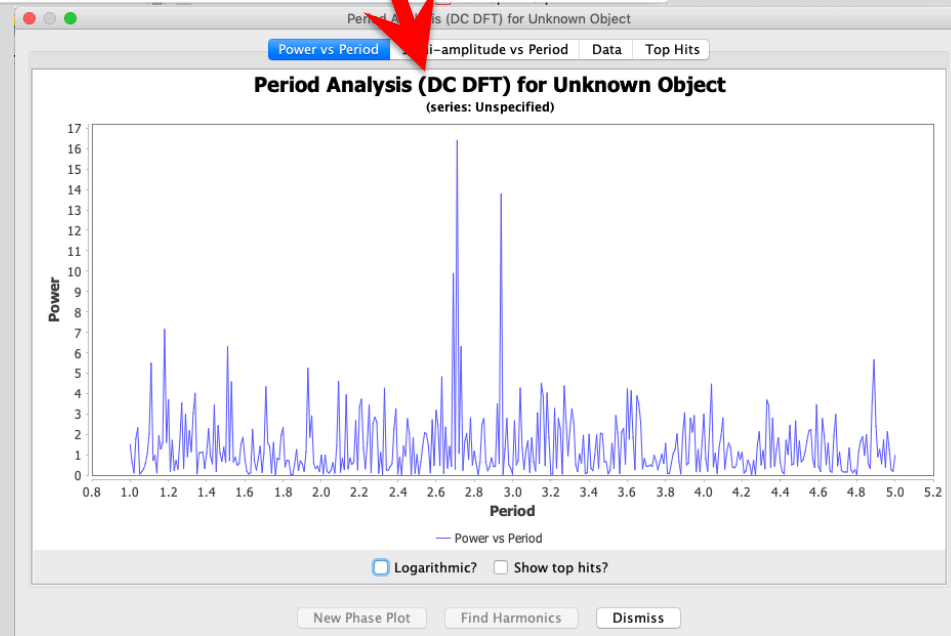 Period Analysis (DC DFT) for Unknown Object
Power vs Period Data Top Hits
Period Analysis (DC DFT) for Unknown Object
(series: Unspecified)
17
16
15
14
13
12
11
10
9
8
7
6
5
4
3
2
1
0
Power
0.8 1.0 1.2 1.4 1.6 1.8 2.0 2.2 2.4 2.6 2.8 3.0 3.2 3.4 3.6 3.8 4.0 4.2 4.4 4.6 4.8 5.0 5.2
Period
Power vs Period
Logarithmic? Show top hits?
New Phase Plot Find Harmonics Dismiss